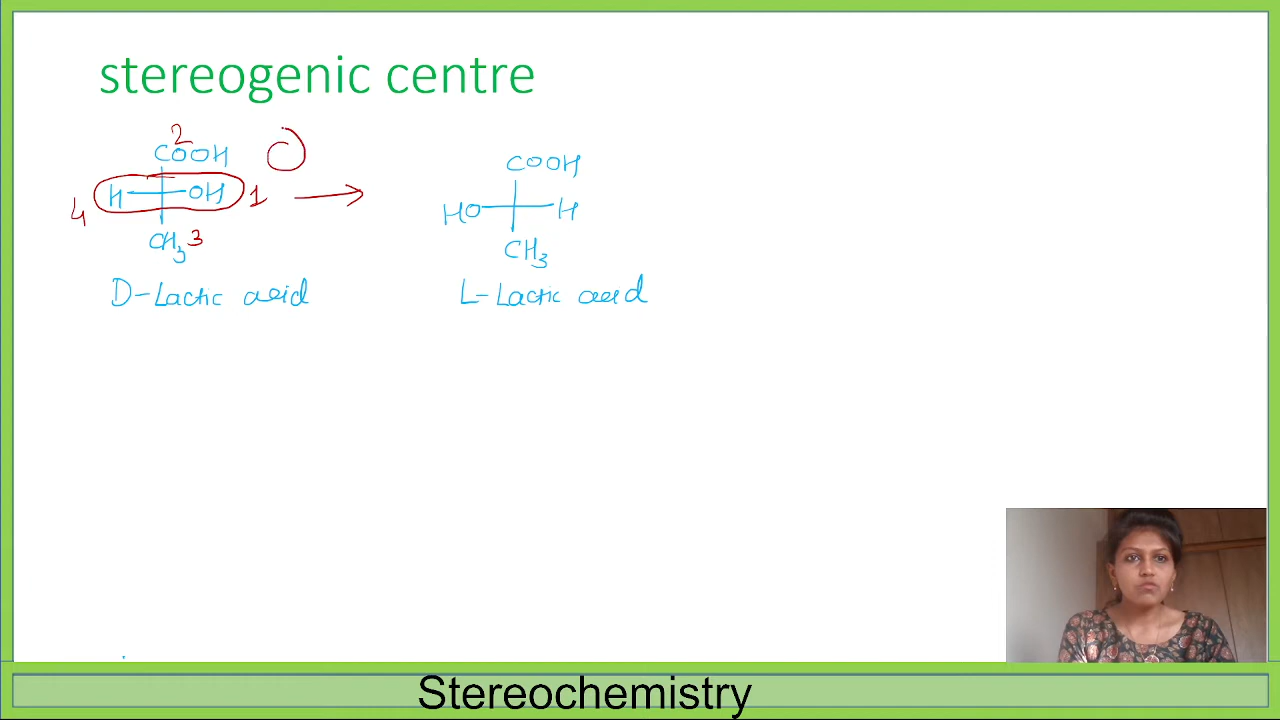 stereogenic centre
2
COOH
H OH 1
4
CH3 3
D-Lactic acid
COOH
HO H
CH3
L-Lactic acid
Stereochemistry